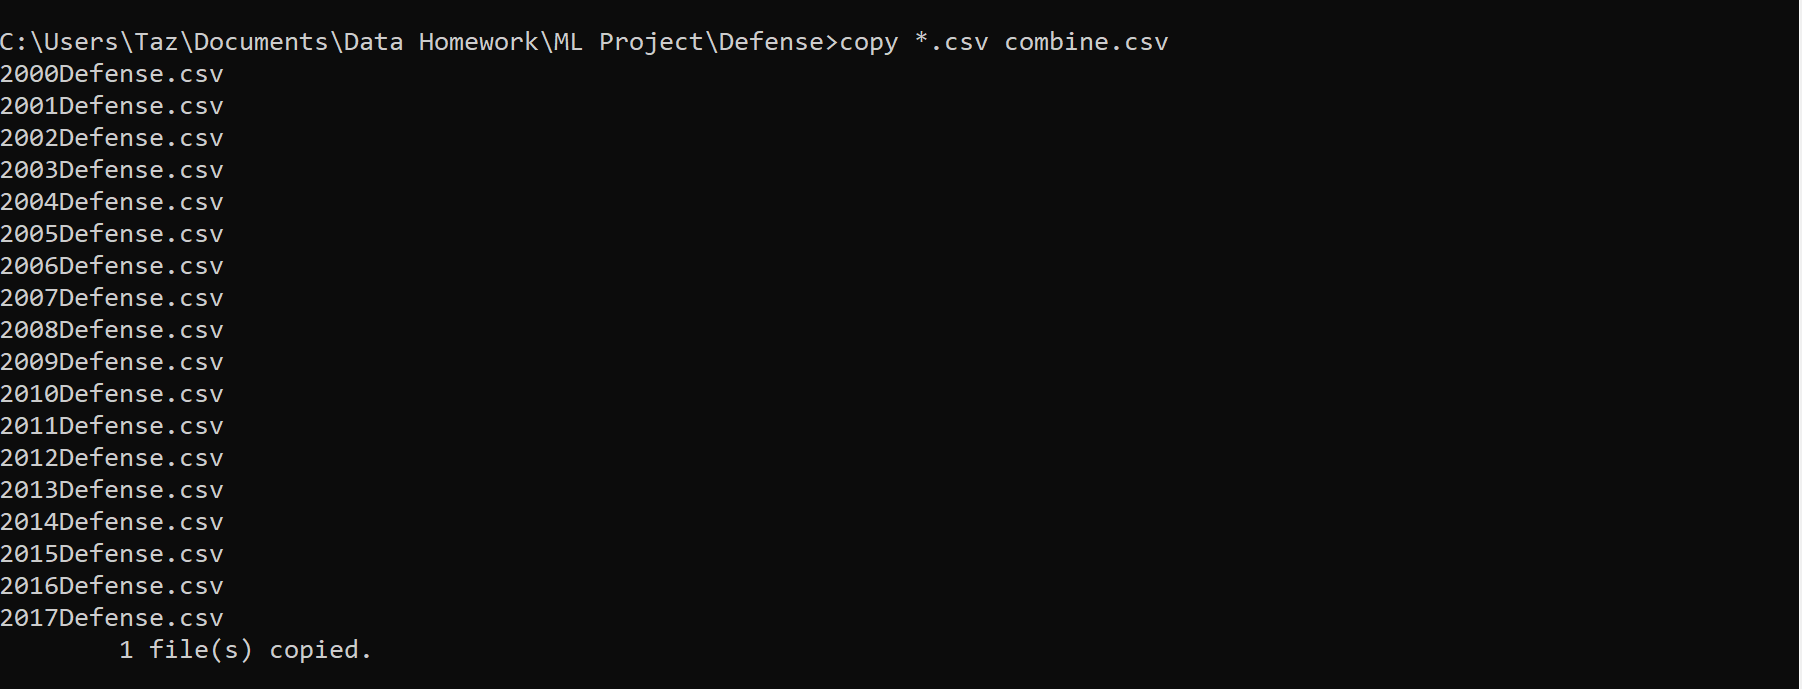 C:\Users\Taz\Documents\Data Homework\ML Project\Defense>copy *.csv combine.csv
2000Defense.csv
2001Defense.csv
2002Defense.csv
2003Defense.csv
2004Defense.csv
2005Defense.csv
2006Defense.csv
2007Defense.csv
2008Defense.csv
2009Defense.csv
2010Defense.csv
2011Defense.csv
2012Defense.csv
2013Defense.csv
2014Defense.csv
2015Defense.csv
2016Defense.csv
2017Defense.csv
        1 file(s) copied.